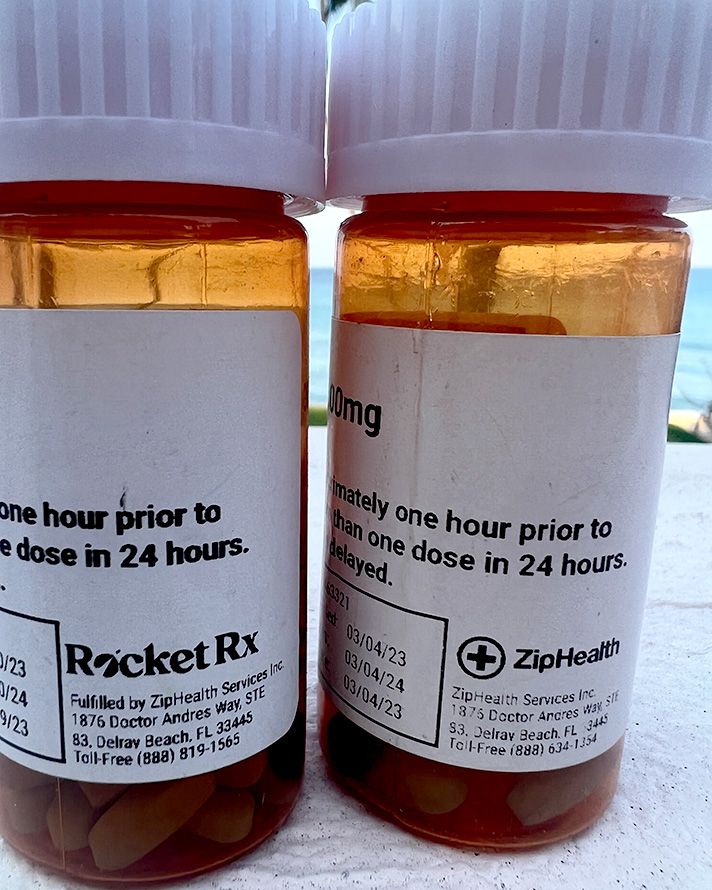 one hour prior to
e dose in 24 hours.
/23
/24
9/23
Rocket Rx
Fulfilled by ZipHealth Services Inc.
1876 Doctor Andres Way, STE
83, Delray Beach, FL 33445
Toll-Free (888) 819-1565
00mg
imately one hour prior to
than one dose in 24 hours.
delayed.
63321
03/04/23
03/04/24
03/04/23
ZipHealth
ZipHealth Services Inc.
1876 Doctor Andres Way, STE
83, Delray Beach, FL 33445
Toll-Free (888) 634-1354